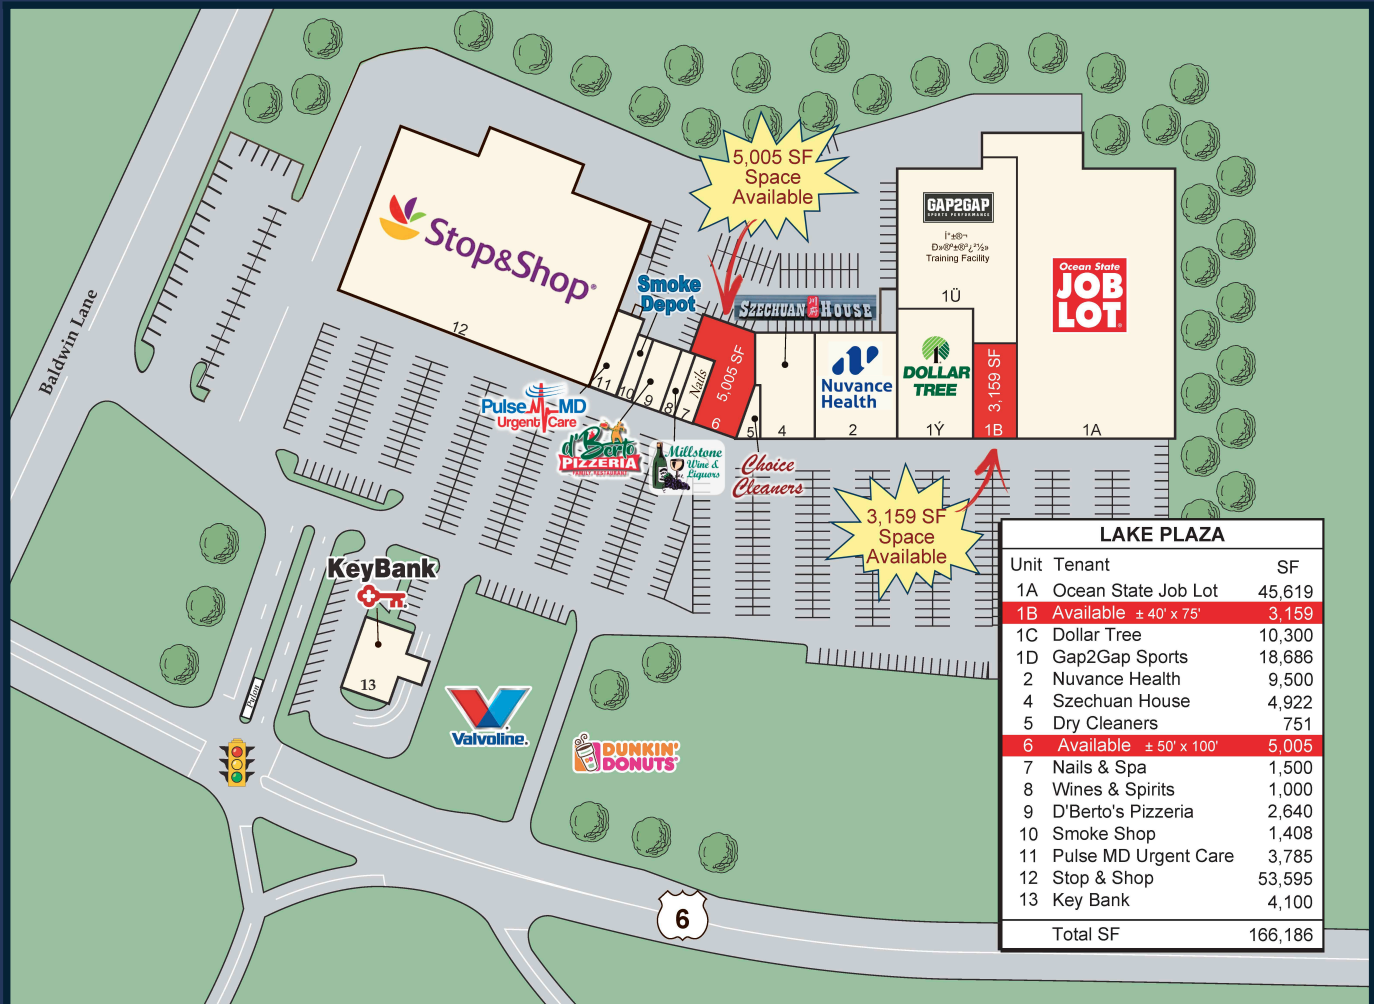 5,005 SF
Space
Available
GAP2GAP
SPORTS PERFORMANCE
Training Facility
1Ü
Ocean State
JOB
LOT
Stop&Shop
12
Smoke
Depot
SZECHUAN HOUSE
Baldwin Lane
11
10
9
8
7
Nails
5,005 SF
6
5
4
Nuvance
Health
2
DOLLAR
TREE
1Ý
3,159 SF
1B
1A
PulseMD
Urgent Care
d'Berto
PIZZERIA
Millstone
Wine &
Liquors
Choice
Cleaners
3,159 SF
Space
Available
KeyBank
13
Pylon
Valvoline
DUNKIN'
DONUTS
6
LAKE PLAZA
Unit Tenant SF
1A Ocean State Job Lot 45,619
1B Available ± 40' x 75' 3,159
1C Dollar Tree 10,300
1D Gap2Gap Sports 18,686
2 Nuvance Health 9,500
4 Szechuan House 4,922
5 Dry Cleaners 751
6 Available ± 50' x 100' 5,005
7 Nails & Spa 1,500
8 Wines & Spirits 1,000
9 D'Berto's Pizzeria 2,640
10 Smoke Shop 1,408
11 Pulse MD Urgent Care 3,785
12 Stop & Shop 53,595
13 Key Bank 4,100
Total SF 166,186